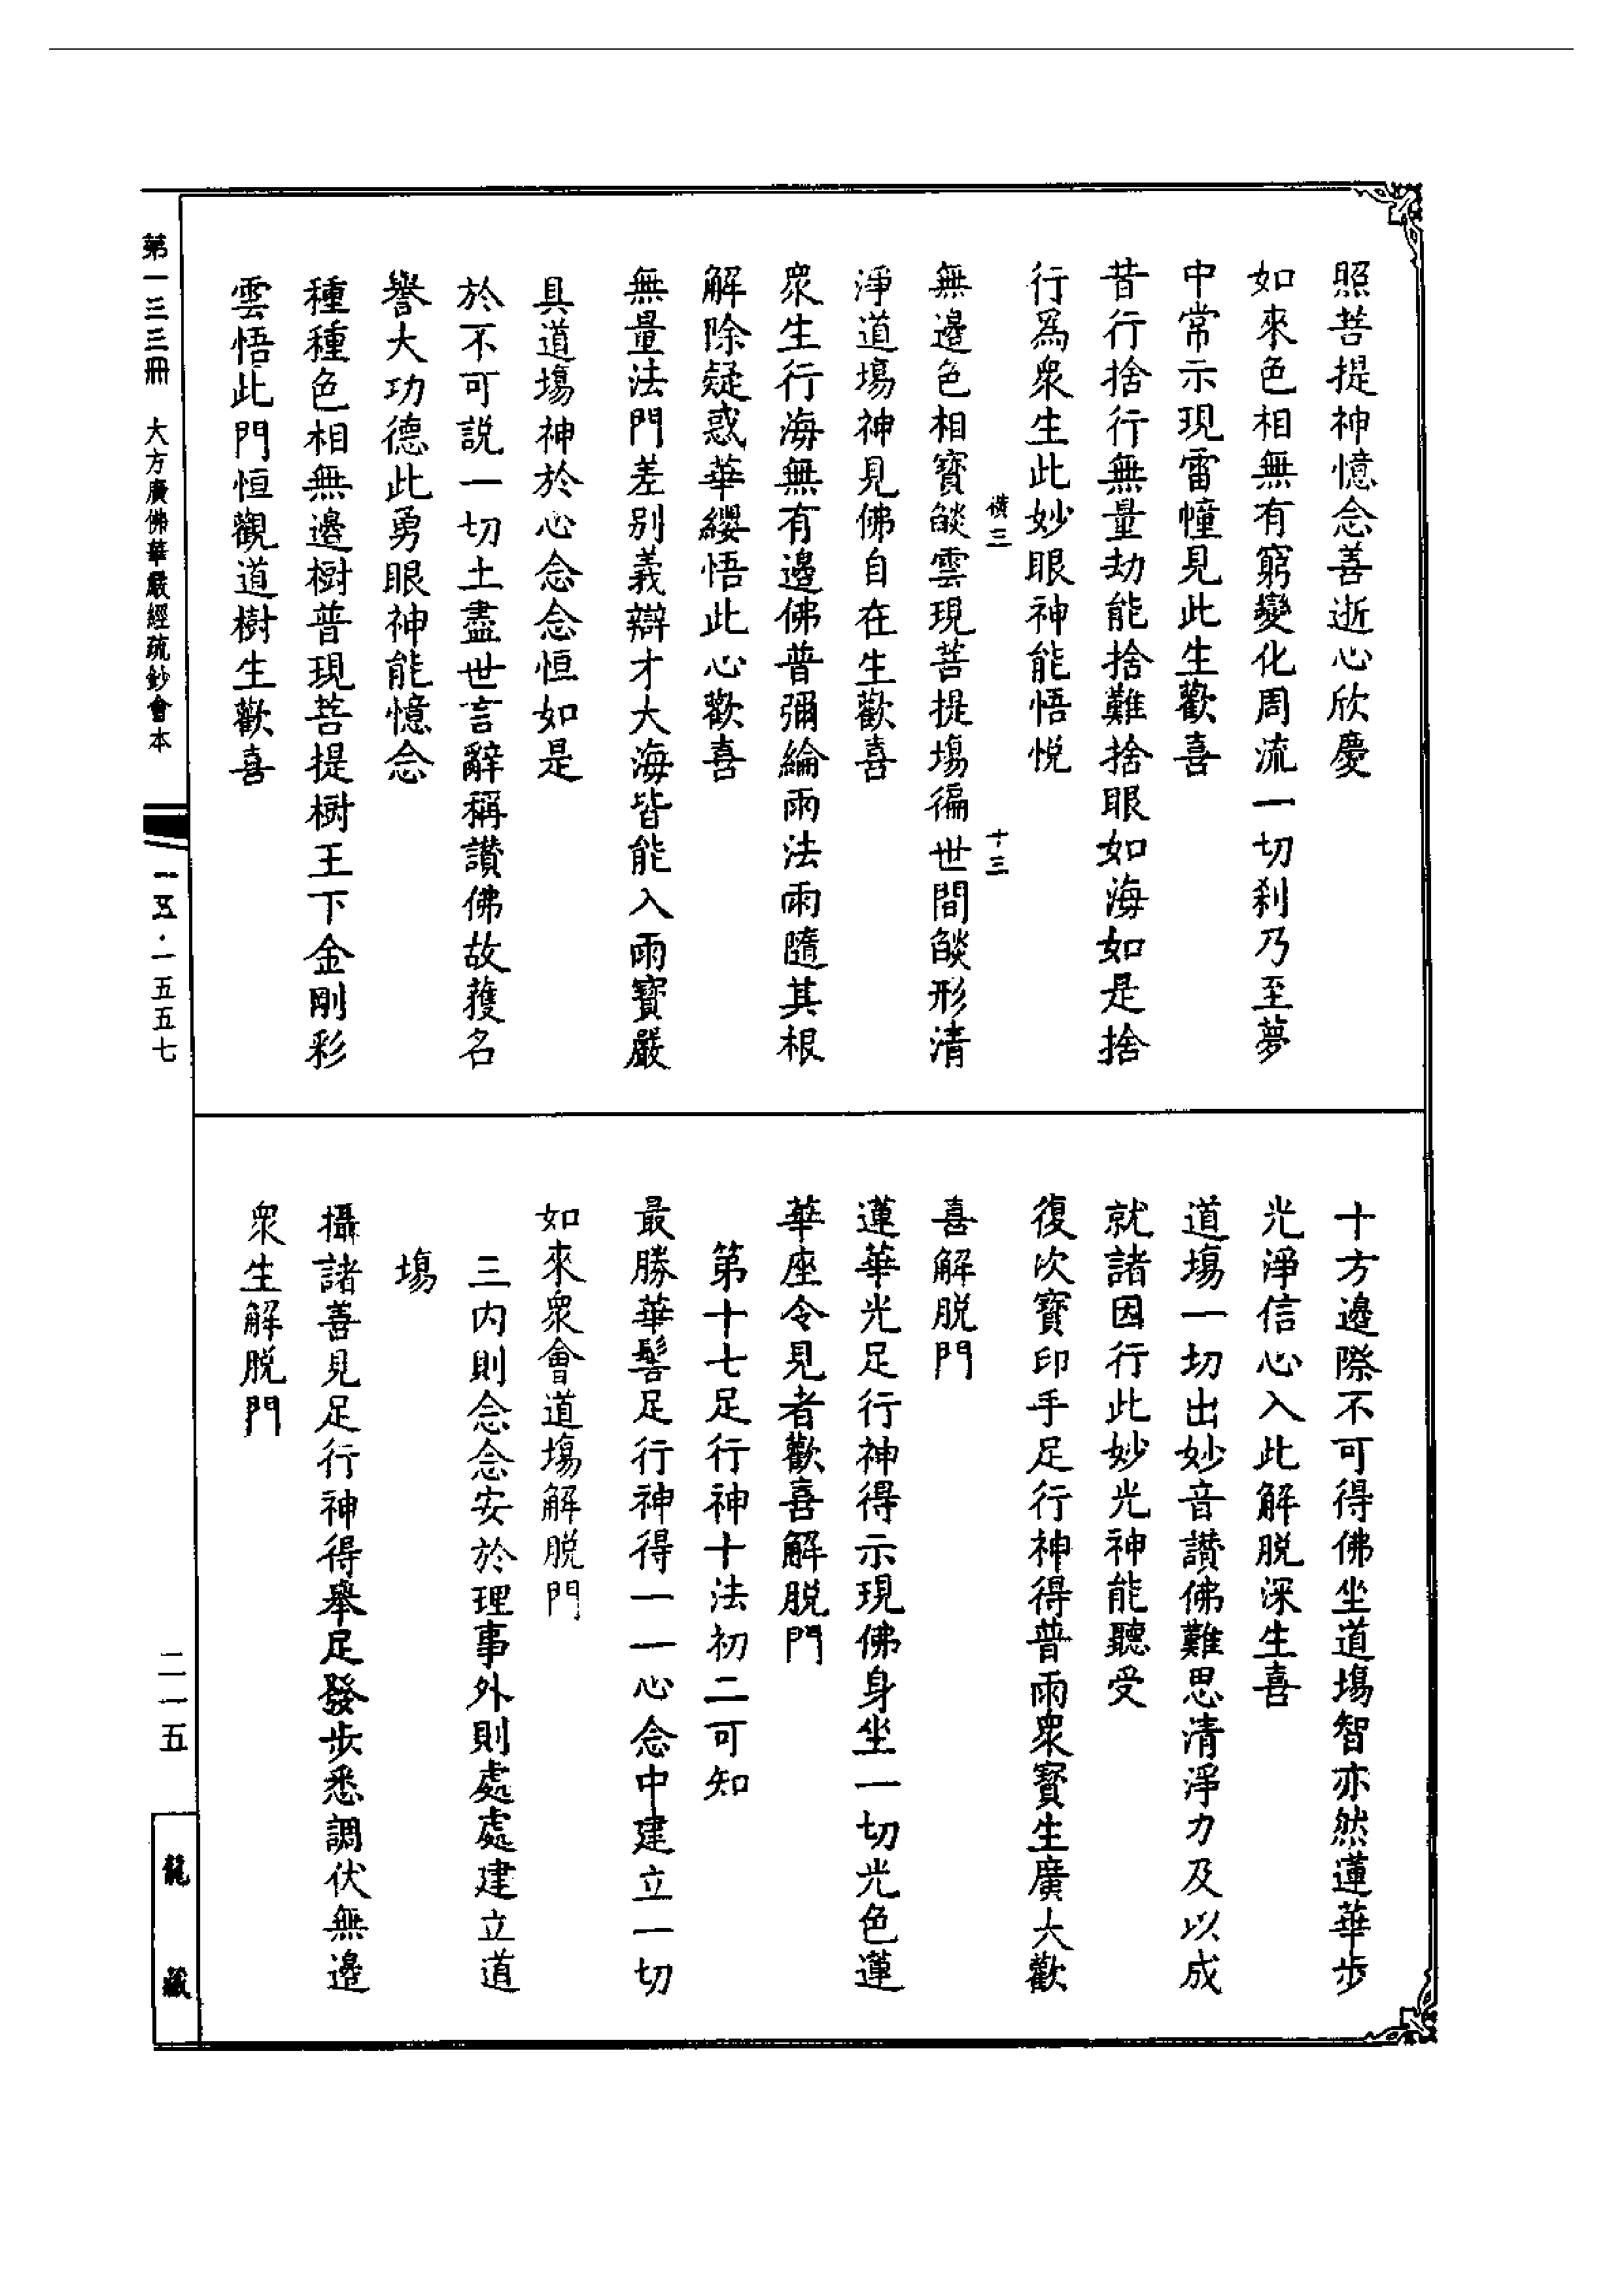 照菩提神憶念善逝心欣慶
如來色相無有窮變化周流一切刹乃至夢
中常示現雷幢見此生歡喜
昔行捨行無量劫能捨難捨眼如海如是捨
行爲衆生此妙眼神能悟悅
横三
十三
無邊色相寶燄雲現菩提塲徧世間燄形清
淨道塲神見佛自在生歡喜
衆生行海無有邊佛普彌綸雨法雨隨其根
解除疑惑華纓悟此心歡喜
無量法門差别義辯才大海皆能入雨寶嚴
具道塲神於心念念恒如是
於不可説一切土盡世言辭稱讃佛故獲名
譽大功德此勇眼神能憶念
種種色相無邊樹普現菩提樹王下金剛彩
雲悟此門恒觀道樹生歡喜
十方邊際不可得佛坐道塲智亦然蓮華步
光淨信心入此解脱深生喜
道塲一切出妙音讃佛難思清淨力及以成
就諸因行此妙光神能聽受
復次寶印手足行神得普雨衆寶生廣大歡
喜解脱門
蓮華光足行神得示現佛身坐一切光色蓮
華座令見者歡喜解脱門
第十七足行神十法初二可知
最勝華髻足行神得一一心念中建立一切
如來衆會道塲解脱門
三内則念念安於理事外則處處建立道
塲
攝諸善見足行神得舉足發步悉調伏無邊
衆生解脱門
第一三三冊 大方廣佛華嚴經疏鈔會本
一五·一五五七
二一五
龍藏